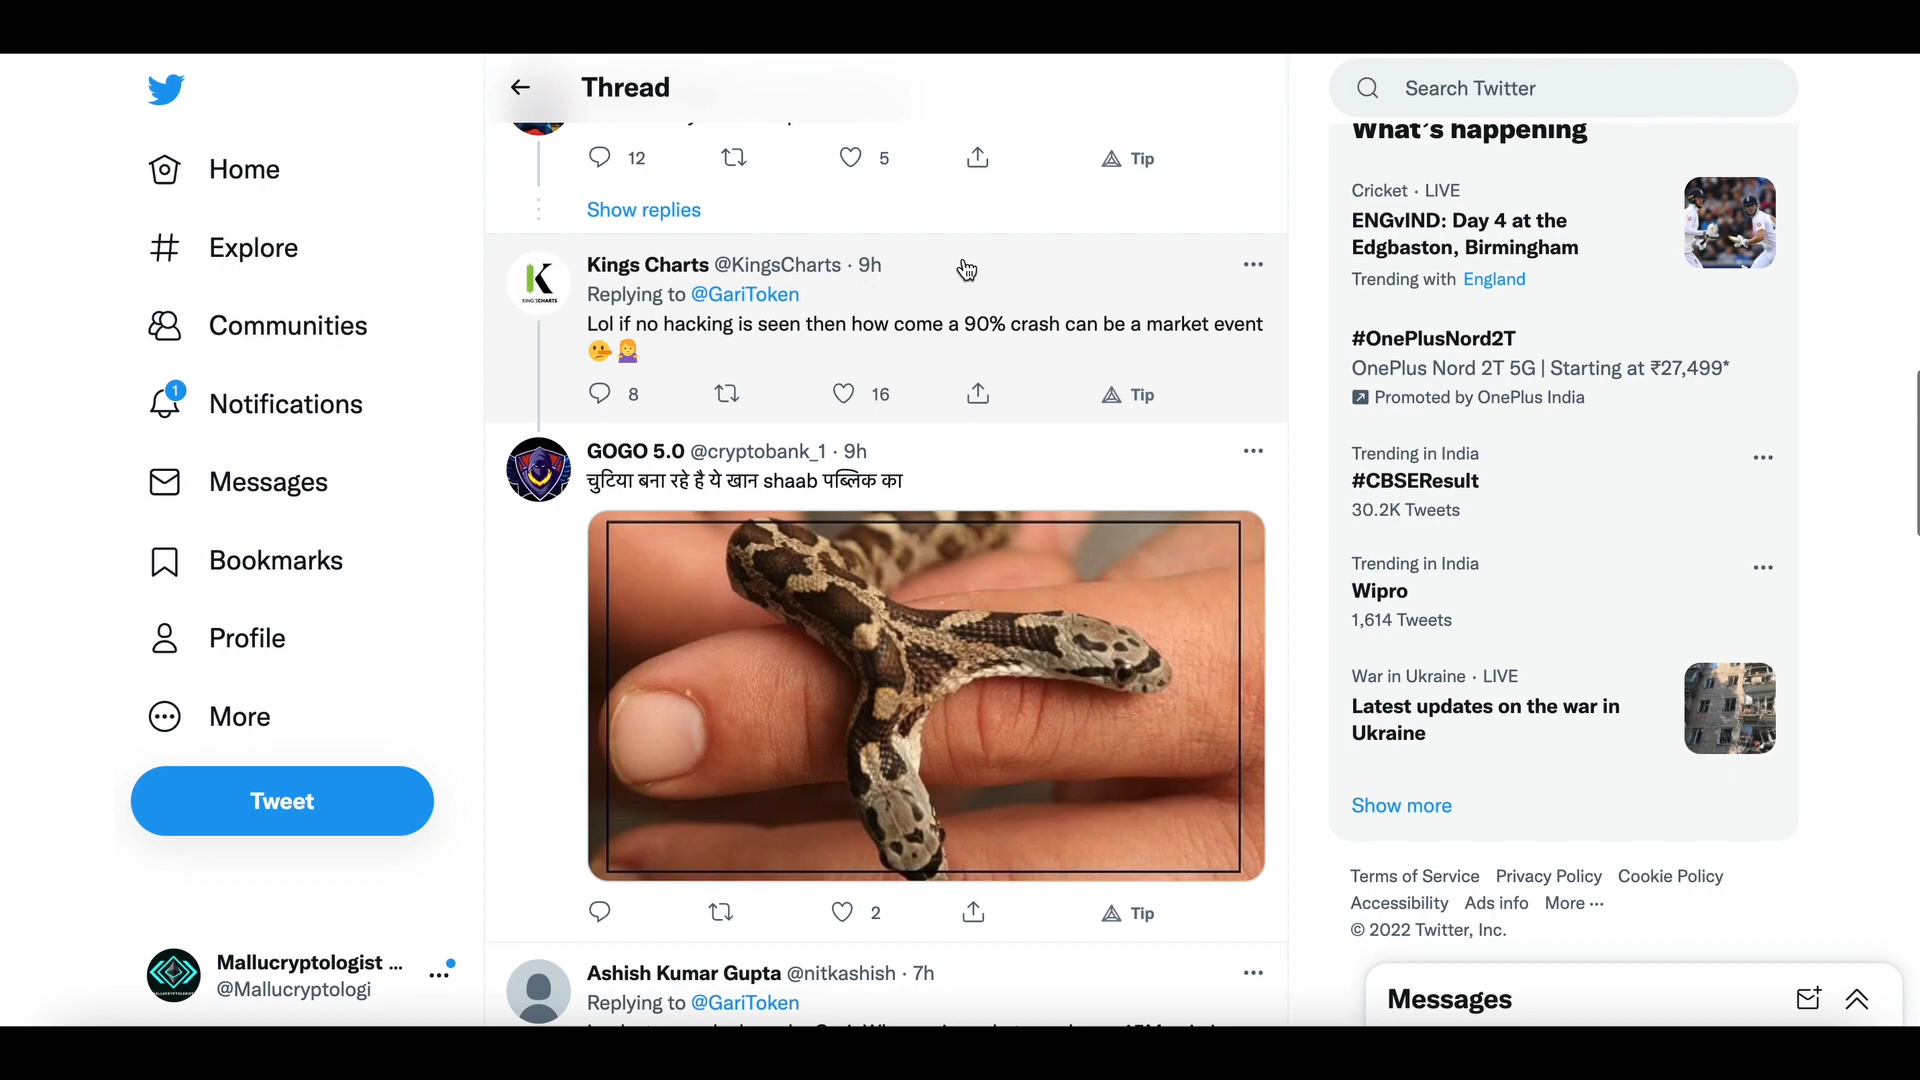 Thread
Search Twitter
Home
Explore
Communities
1
Notifications
Messages
Bookmarks
Profile
More
Tweet
Mallucryptologist ...
@Mallucryptologi
12
5
Tip
Show replies
Kings Charts @KingsCharts · 9h
Replying to @GariToken
Lol if no hacking is seen then how come a 90% crash can be a market event
🤥🤷‍♀️
8
16
Tip
GOGO 5.0 @cryptobank_1 · 9h
चुटिया बना रहे है ये खान shaab पब्लिक का
2
Tip
Ashish Kumar Gupta @nitkashish · 7h
Replying to @GariToken
What's happening
Cricket · LIVE
ENGvIND: Day 4 at the
Edgbaston, Birmingham
Trending with England
#OnePlusNord2T
OnePlus Nord 2T 5G | Starting at ₹27,499*
Promoted by OnePlus India
Trending in India
#CBSEResult
30.2K Tweets
Trending in India
Wipro
1,614 Tweets
War in Ukraine · LIVE
Latest updates on the war in
Ukraine
Show more
Terms of Service Privacy Policy Cookie Policy
Accessibility Ads info More ···
© 2022 Twitter, Inc.
Messages